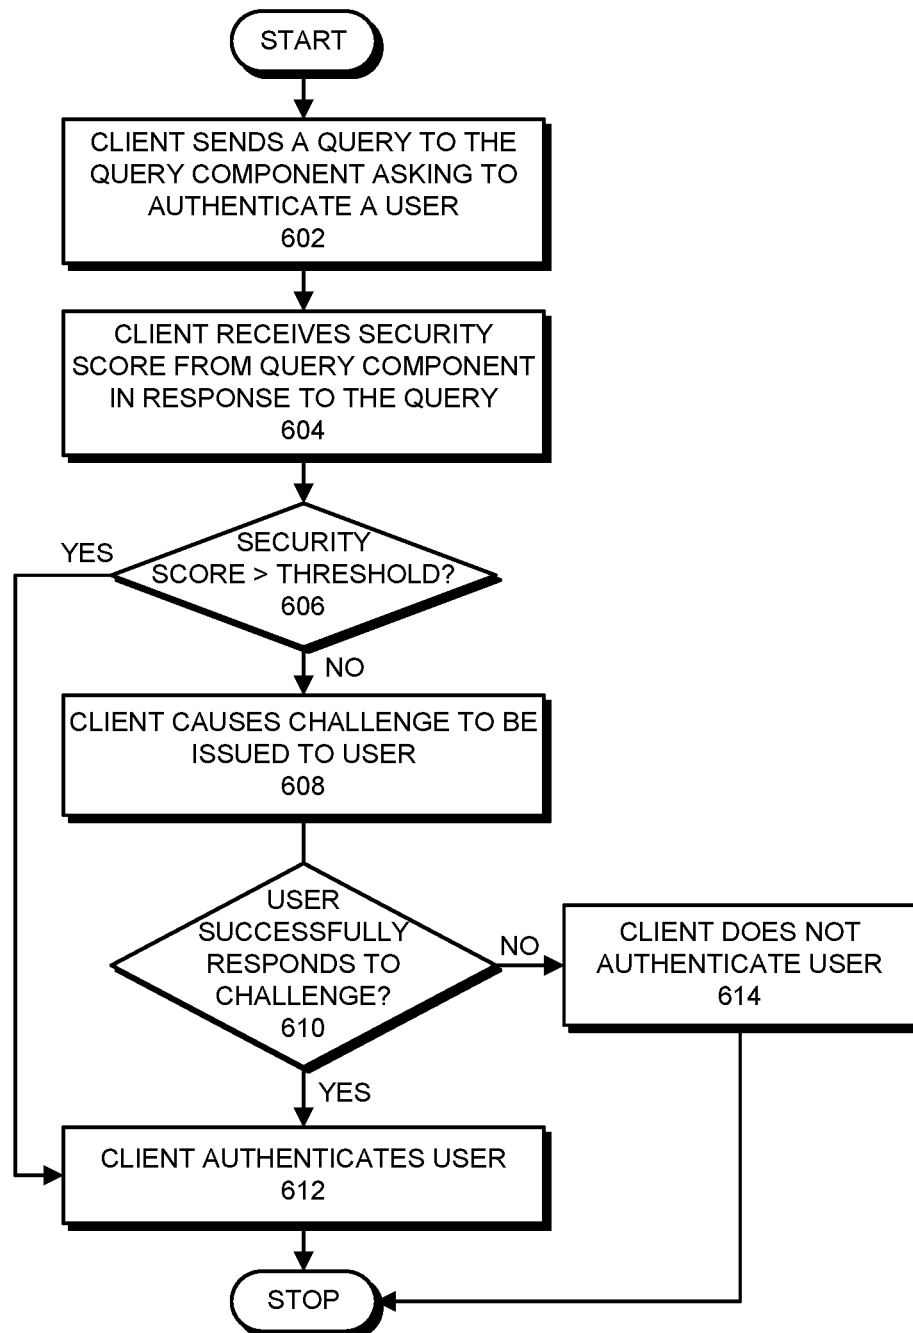 START
CLIENT SENDS A QUERY TO THE
QUERY COMPONENT ASKING TO
AUTHENTICATE A USER
602
CLIENT RECEIVES SECURITY
SCORE FROM QUERY COMPONENT
IN RESPONSE TO THE QUERY
604
YES
SECURITY
SCORE > THRESHOLD?
606
NO
CLIENT CAUSES CHALLENGE TO BE
ISSUED TO USER
608
USER
SUCCESSFULLY
RESPONDS TO
CHALLENGE?
610
NO
CLIENT DOES NOT
AUTHENTICATE USER
614
YES
CLIENT AUTHENTICATES USER
612
STOP